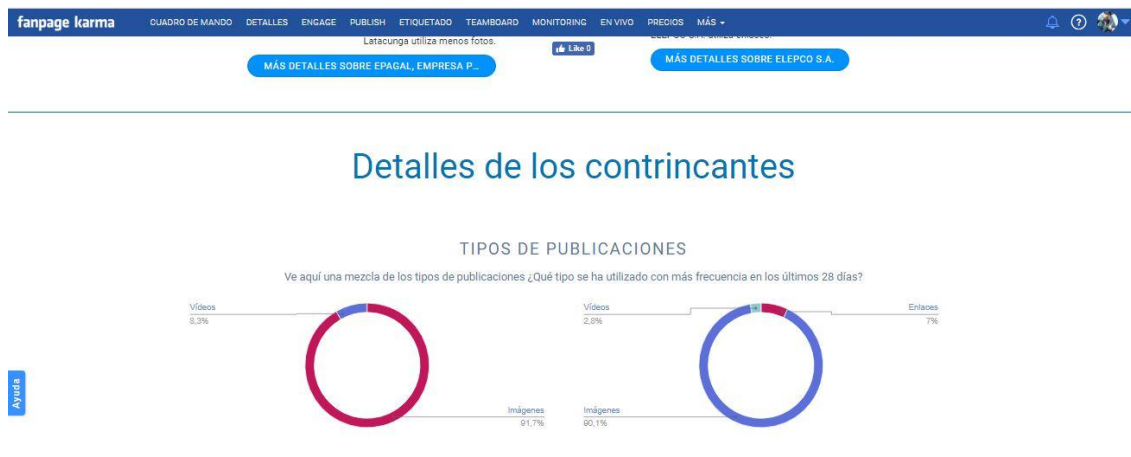 fanpage karma CUADRO DE MANDO DETALLES ENGAGE PUBLISH ETIQUETADO TEAMBOARD MONITORING EN VIVO PRECIOS MÁS
Latacunga utiliza menos fotos.
Like 0
MÁS DETALLES SOBRE EPAGAL, EMPRESA P...
MÁS DETALLES SOBRE ELEPCO S.A.
Detalles de los contrincantes
TIPOS DE PUBLICACIONES
Ve aquí una mezcla de los tipos de publicaciones ¿Qué tipo se ha utilizado con más frecuencia en los últimos 28 días?
Vídeos
8,3%
Imágenes
91,7%
Vídeos
2,8%
Enlaces
7%
Imágenes
90,1%
Ayuda